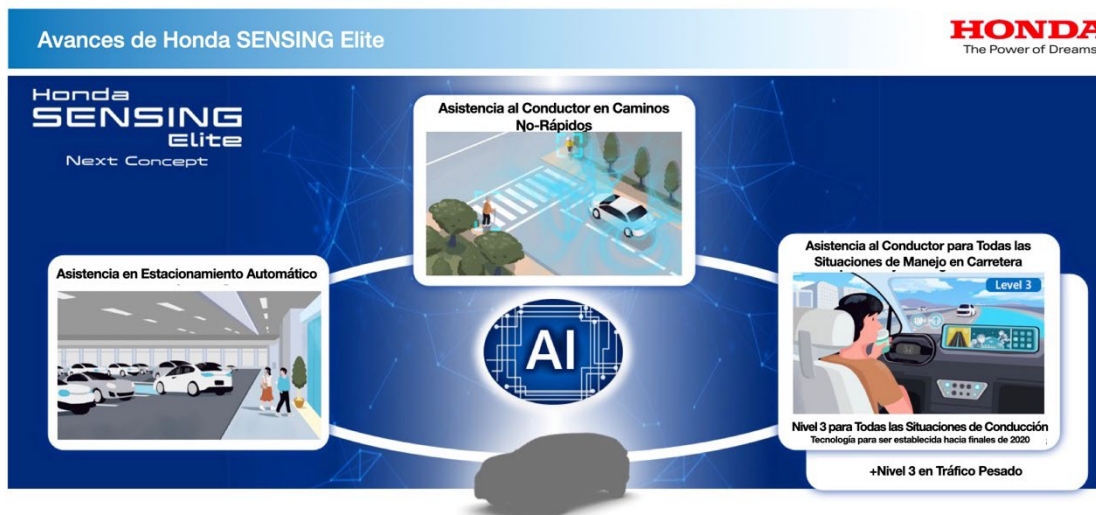 Avances de Honda SENSING Elite
HONDA
The Power of Dreams
Honda
SENSING
Elite
Next Concept
Asistencia al Conductor en Caminos
No-Rápidos
Asistencia en Estacionamiento Automático
Asistencia al Conductor para Todas las
Situaciones de Manejo en Carretera
Level 3
AI
Nivel 3 para Todas las Situaciones de Conducción
Tecnología para ser establecida hacia finales de 2020
+Nivel 3 en Tráfico Pesado